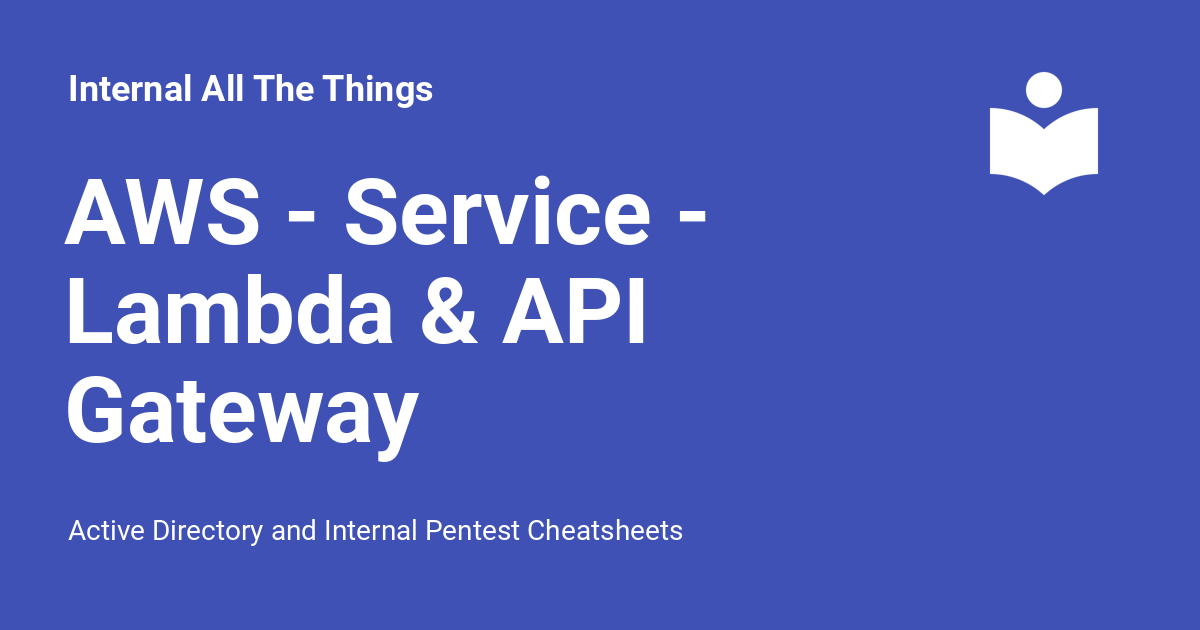 Internal All The Things
AWS - Service -
Lambda & API
Gateway
Active Directory and Internal Pentest Cheatsheets